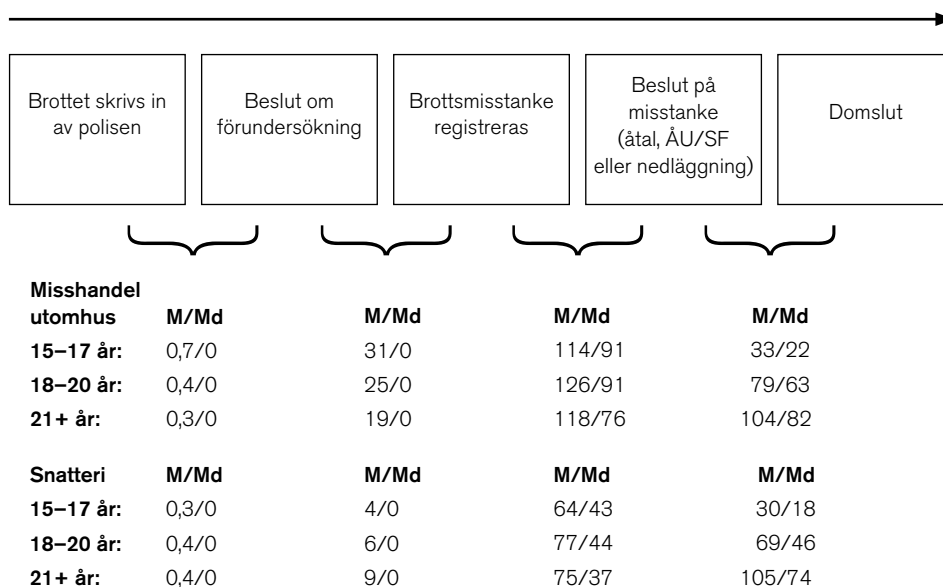 Brottet skrivs in
av polisen
Beslut om
förundersökning
Brottsmisstanke
registreras
Beslut på
misstanke
(åtal, ÅU/SF
eller nedläggning)
Domslut
Misshandel
utomhus M/Md M/Md M/Md M/Md
15–17 år: 0,7/0 31/0 114/91 33/22
18–20 år: 0,4/0 25/0 126/91 79/63
21+ år: 0,3/0 19/0 118/76 104/82
Snatteri M/Md M/Md M/Md M/Md
15–17 år: 0,3/0 4/0 64/43 30/18
18–20 år: 0,4/0 6/0 77/44 69/46
21+ år: 0,4/0 9/0 75/37 105/74